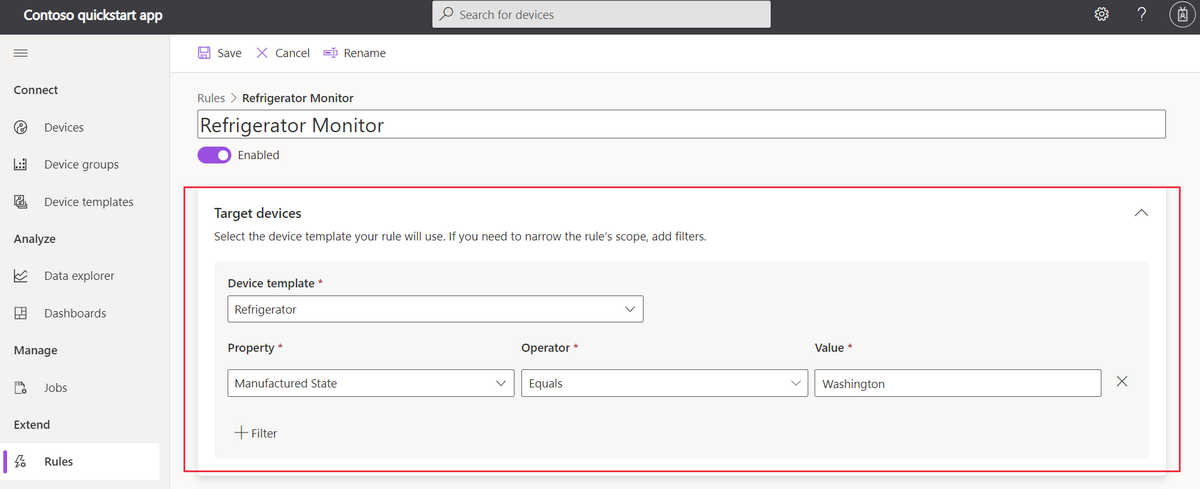 Contoso quickstart app
Search for devices
?
Save Cancel Rename
Connect
Devices
Device groups
Device templates
Analyze
Data explorer
Dashboards
Manage
Jobs
Extend
Rules
Rules > Refrigerator Monitor
Refrigerator Monitor
Enabled
Target devices
Select the device template your rule will use. If you need to narrow the rule's scope, add filters.
Device template *
Refrigerator
Property * Operator * Value *
Manufactured State Equals Washington
+ Filter